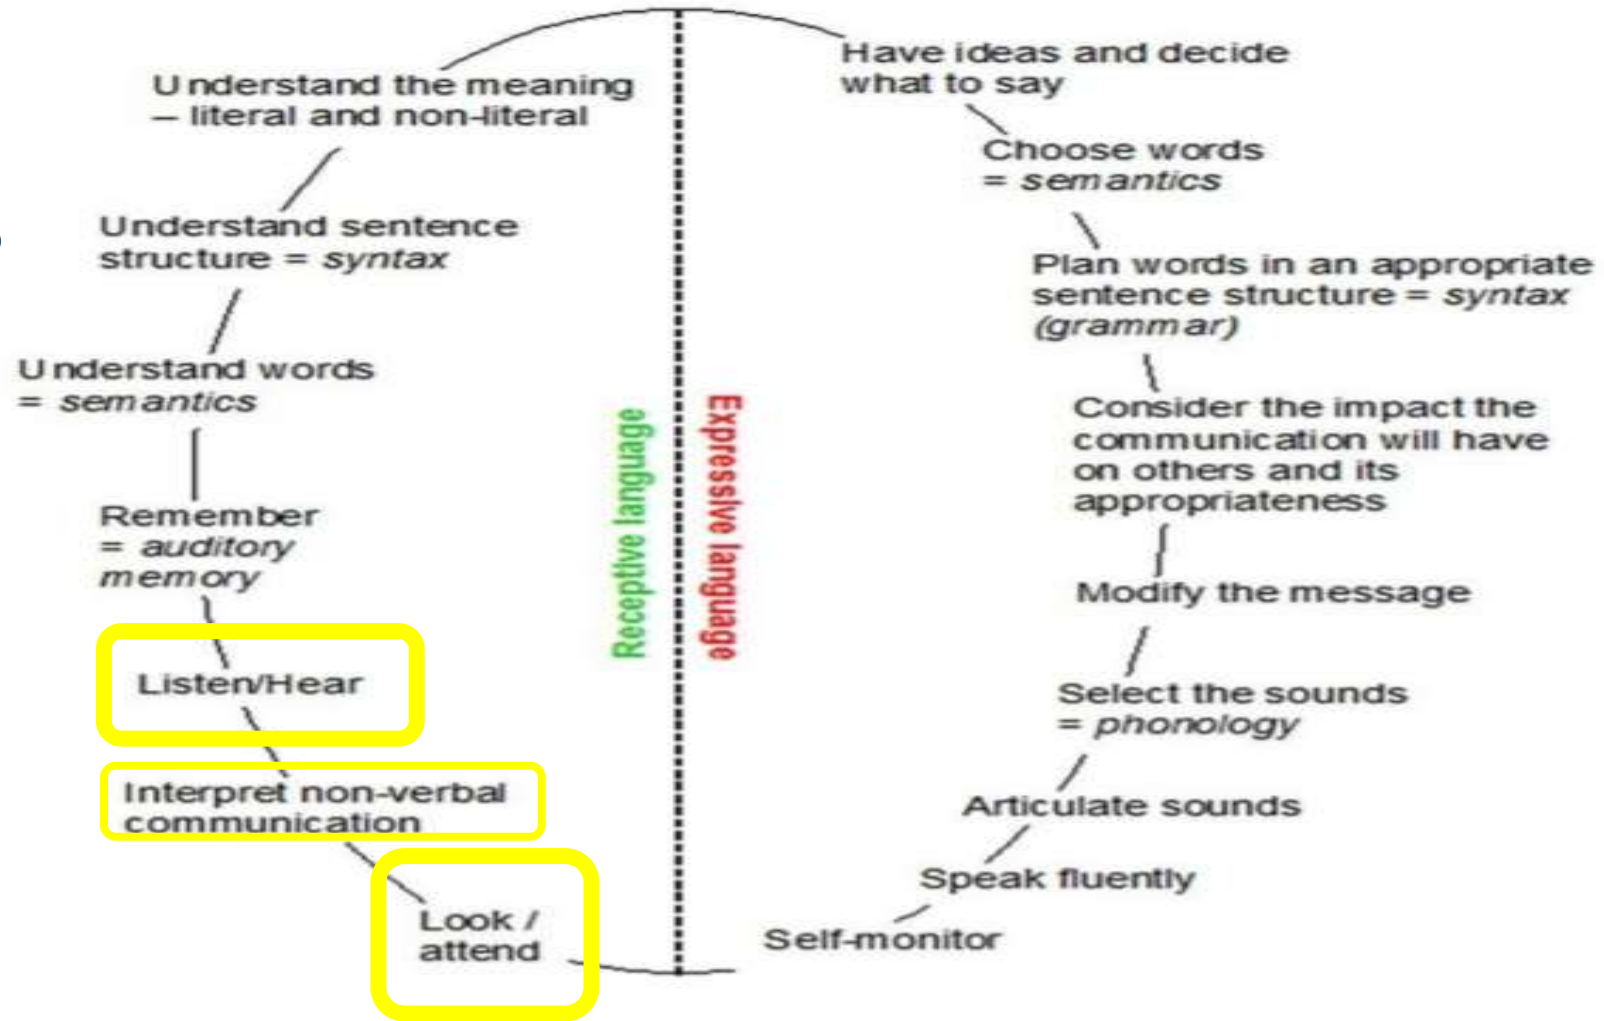 Understand the meaning
– literal and non-literal
Understand sentence
structure = syntax
Understand words
= semantics
Remember
= auditory
memory
Listen/Hear
Interpret non-verbal
communication
Look /
attend
Receptive language
Expressive language
Have ideas and decide
what to say
Choose words
= semantics
Plan words in an appropriate
sentence structure = syntax
(grammar)
Consider the impact the
communication will have
on others and its
appropriateness
Modify the message
Select the sounds
= phonology
Articulate sounds
Speak fluently
Self-monitor